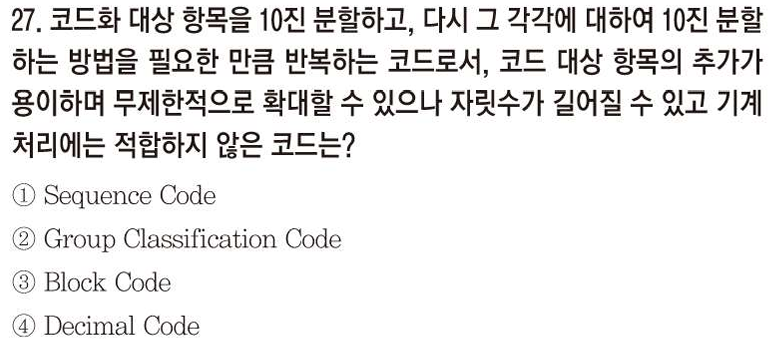 27. 코드화 대상 항목을 10진 분할하고, 다시 그 각각에 대하여 10진 분할
하는 방법을 필요한 만큼 반복하는 코드로서, 코드 대상 항목의 추가가
용이하며 무제한적으로 확대할 수 있으나 자릿수가 길어질 수 있고 기계
처리에는 적합하지 않은 코드는?
① Sequence Code
② Group Classification Code
③ Block Code
④ Decimal Code